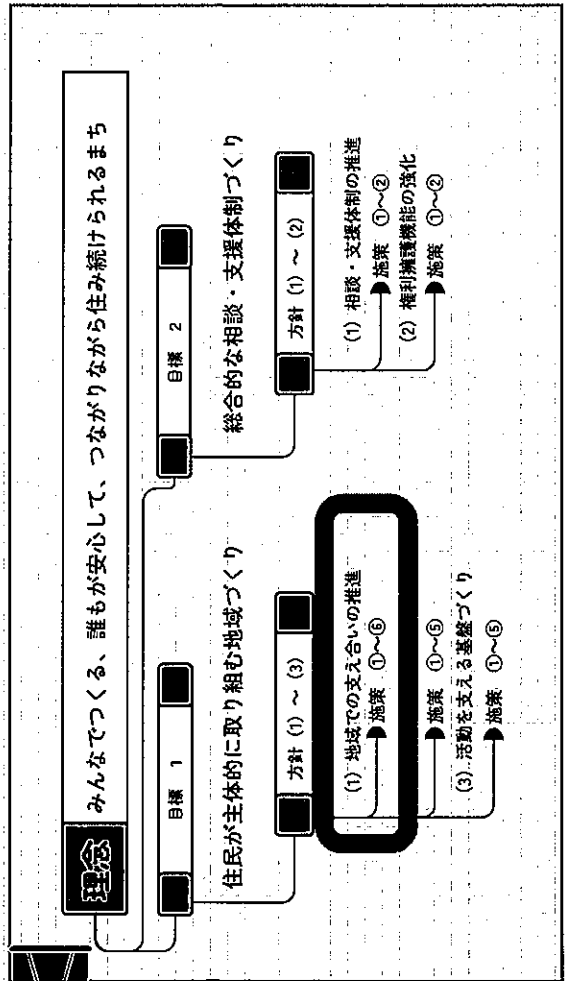 理念
みんなでつくる、誰もが安心して、つながりながら住み続けられるまち
目標 1
住民が主体的に取り組む地域づくり
方針 (1) ~ (3)
(1) 地域での支え合いの推進
施策 ①~⑥
施策 ①~⑤
(3) 活動を支える基盤づくり
施策 ①~⑤
目標 2
総合的な相談・支援体制づくり
方針 (1) ~ (2)
(1) 相談・支援体制の推進
施策 ①~②
(2) 権利擁護機能の強化
施策 ①~②